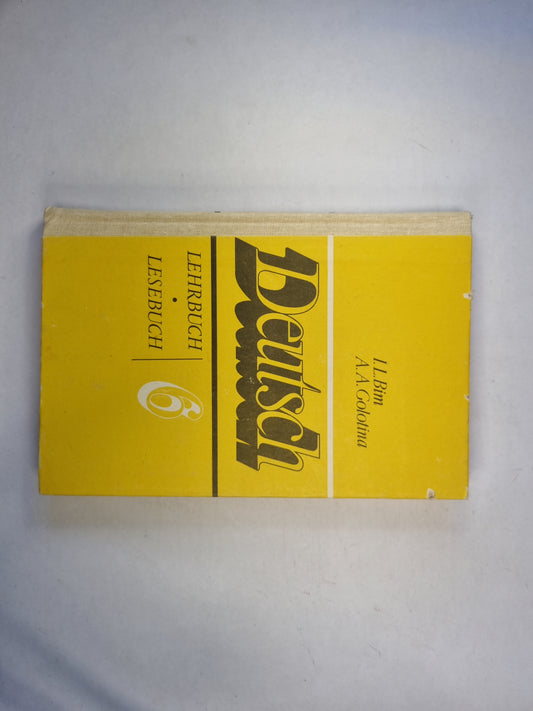 I.L.Bim
A.A.Golotina
Deutsch
LEHRBUCH
LESEBUCH
6